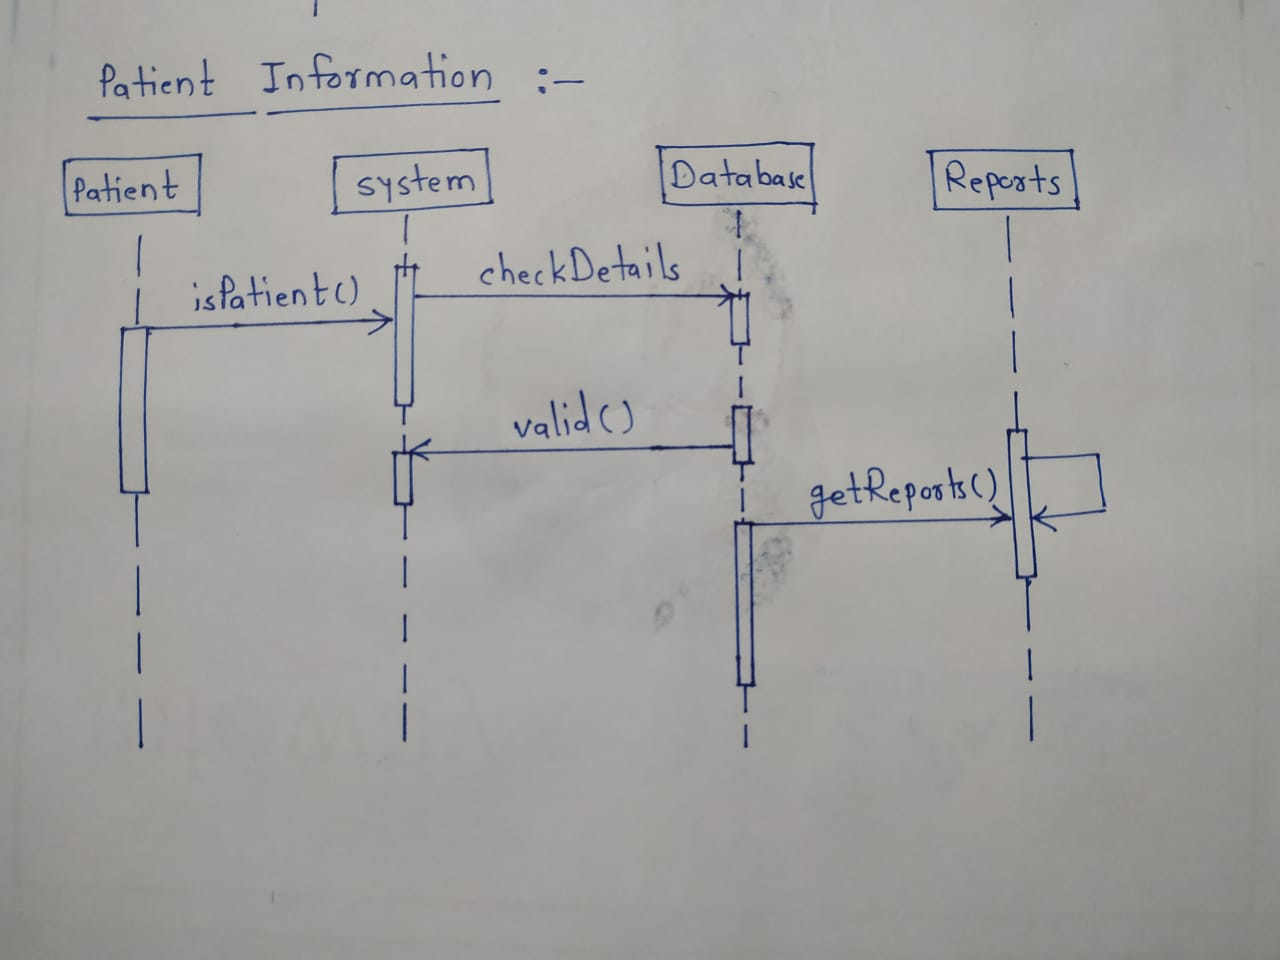 Patient Information :-
Patient system Database Reports
checkDetails
isPatient()
valid()
getReports()